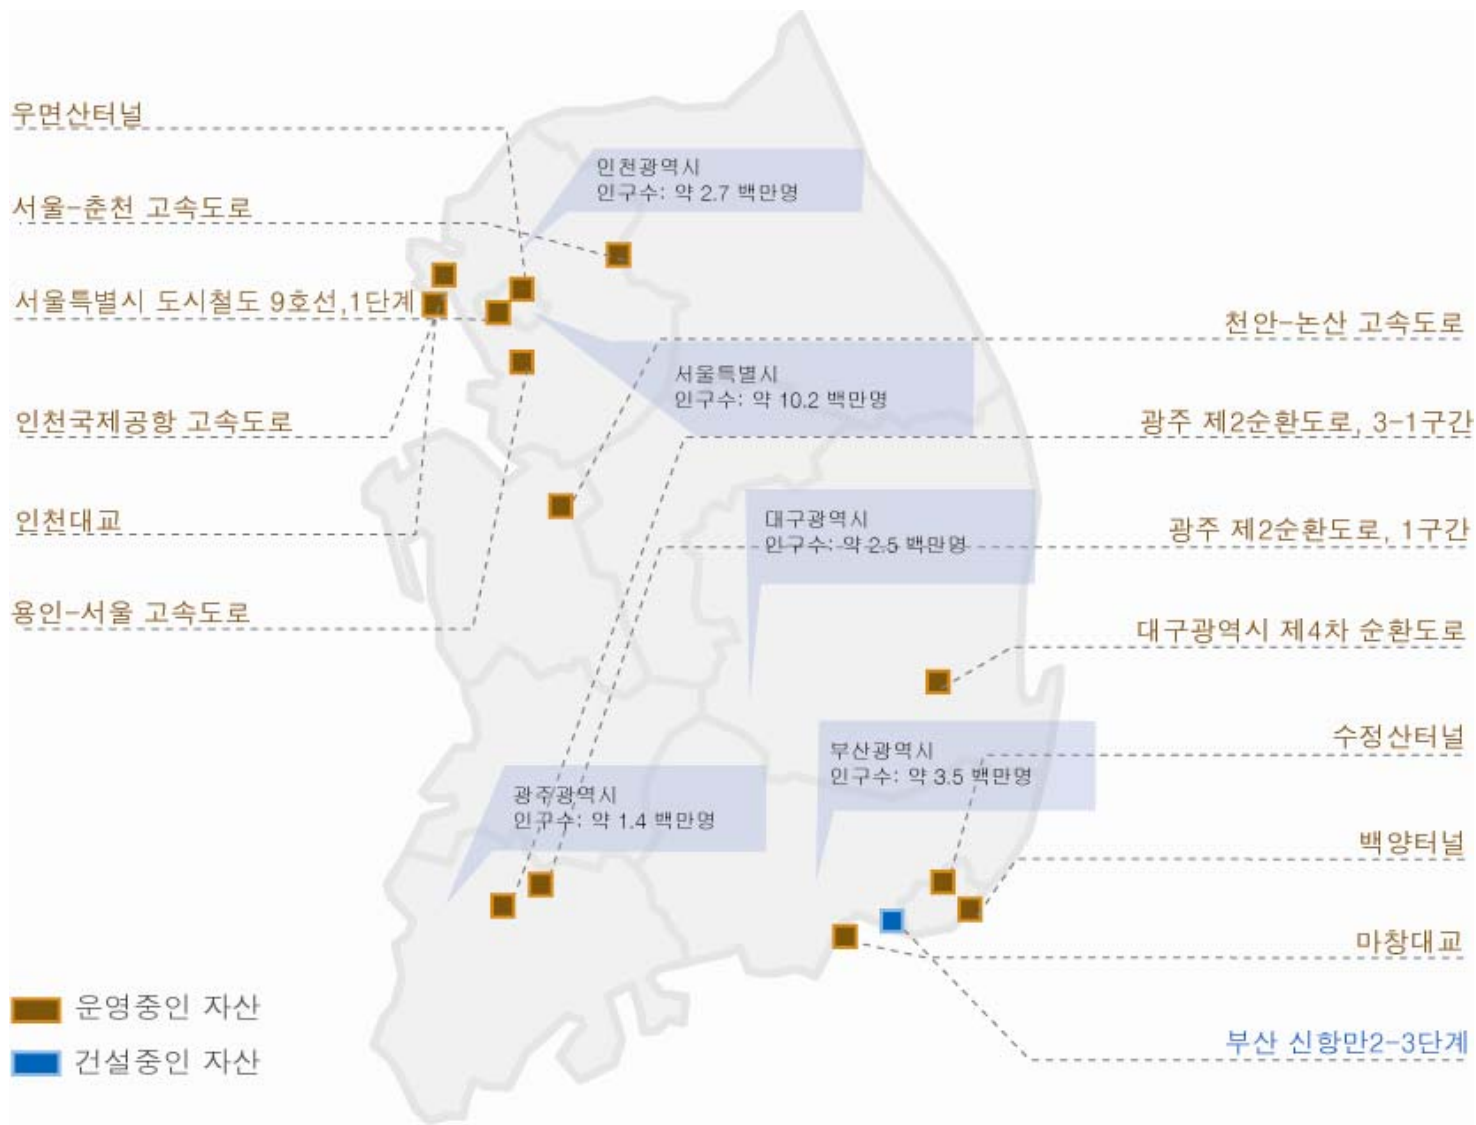 우면산터널
서울-춘천 고속도로
서울특별시 도시철도 9호선,1단계
인천국제공항 고속도로
인천대교
용인-서울 고속도로
인천광역시
인구수: 약 2.7 백만명
서울특별시
인구수: 약 10.2 백만명
대구광역시
인구수: 약 2.5 백만명
부산광역시
인구수: 약 3.5 백만명
광주광역시
인구수: 약 1.4 백만명
천안-논산 고속도로
광주 제2순환도로, 3-1구간
광주 제2순환도로, 1구간
대구광역시 제4차 순환도로
수정산터널
백양터널
마창대교
부산 신항만2-3단계
운영중인 자산
건설중인 자산